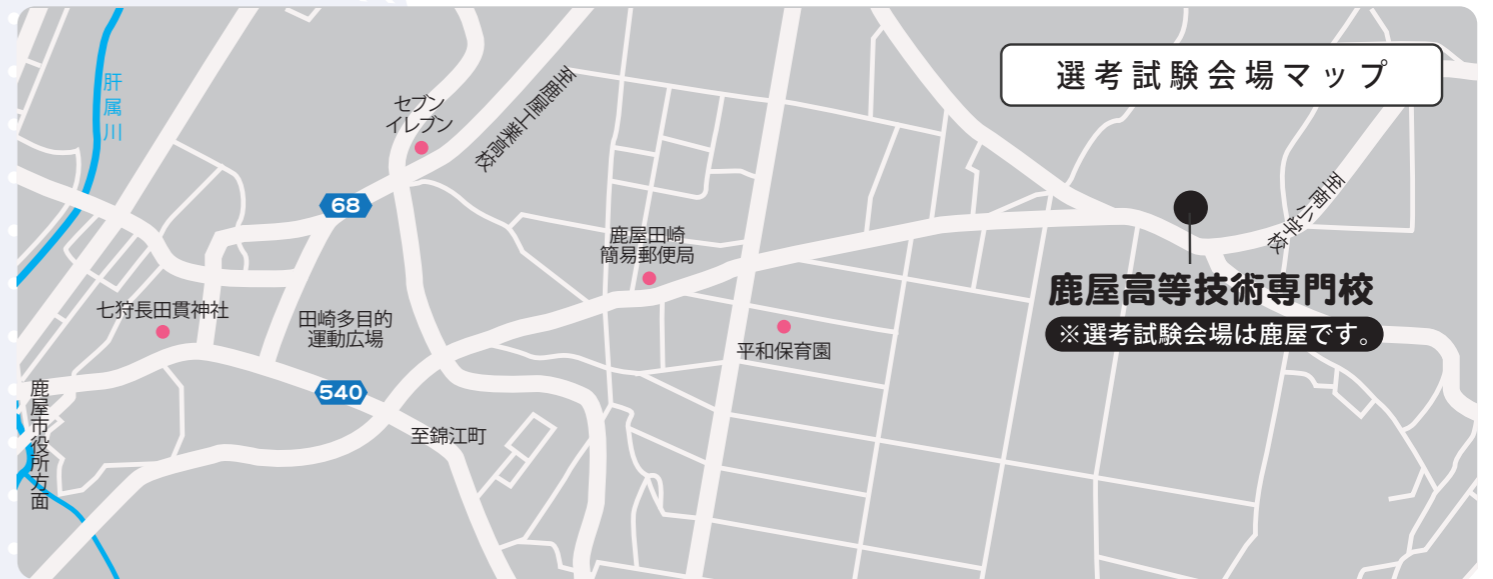 選考試験会場マップ
肝属川
セブン
イレブン
至鹿屋工業高校
68
鹿屋田崎
簡易郵便局
至南小学校
鹿屋高等技術専門校
※選考試験会場は鹿屋です。
七狩長田貫神社
田崎多目的
運動広場
平和保育園
540
至錦江町
鹿屋市役所方面